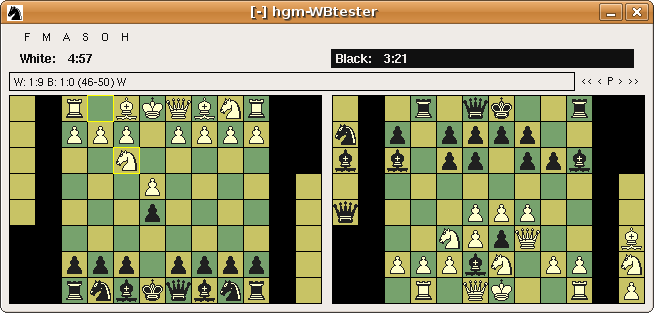 [-] hgm-WBtester
F M A S O H
White: 4:57
Black: 3:21
W: 1:9 B: 1:0 (46-50) W
<< < P > >>